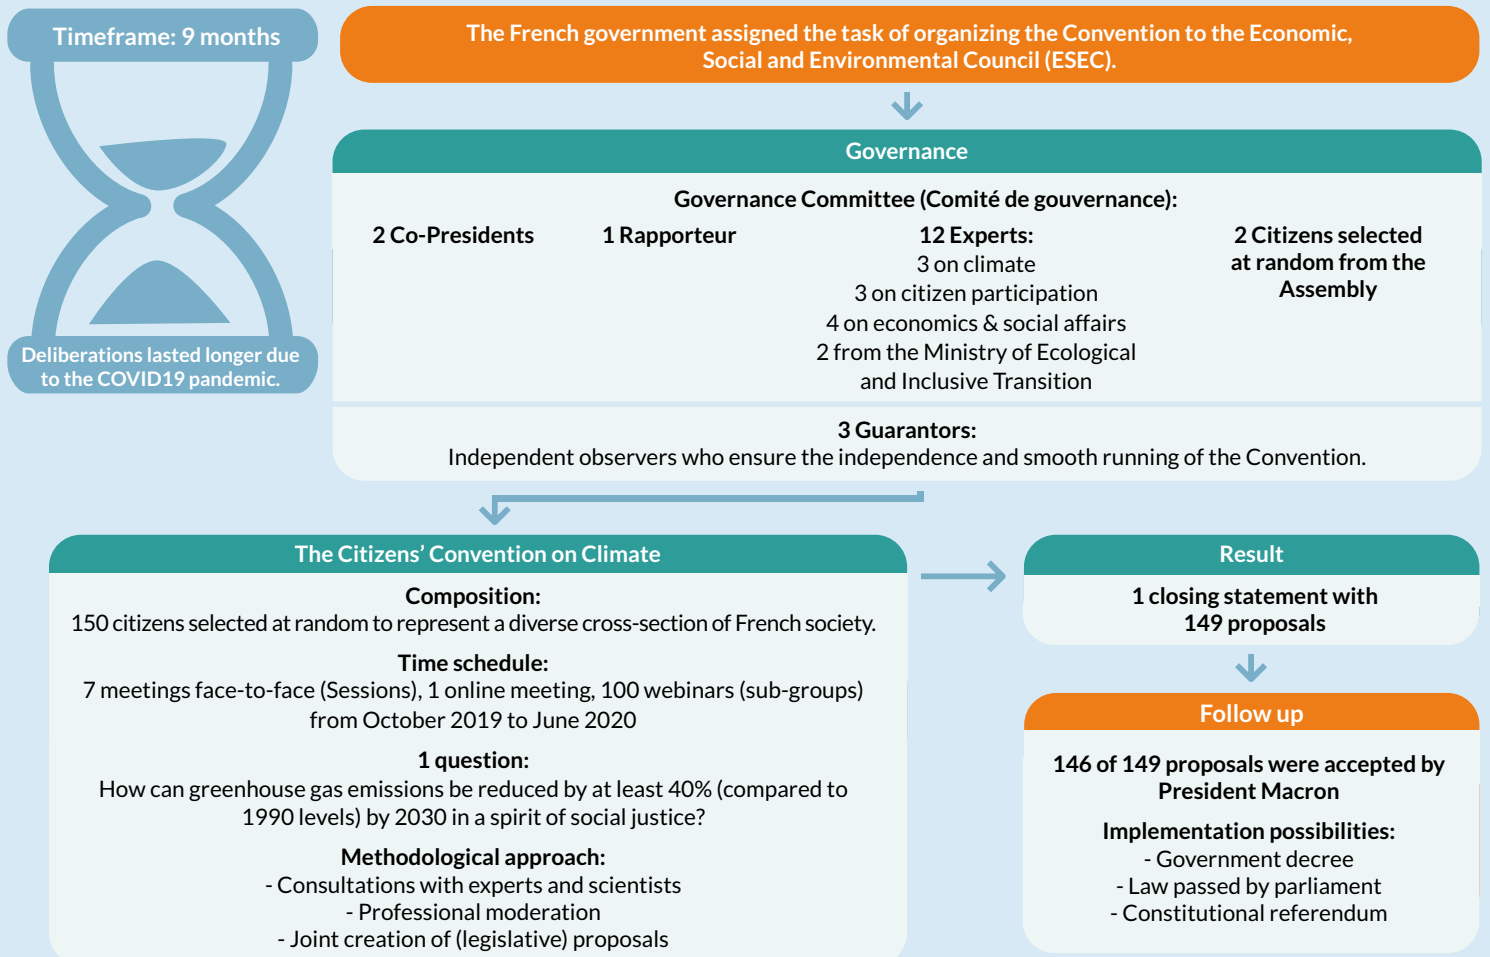 Timeframe: 9 months
Deliberations lasted longer due
to the COVID19 pandemic.
The French government assigned the task of organizing the Convention to the Economic,
Social and Environmental Council (ESEC).
Governance
Governance Committee (Comité de gouvernance):
2 Co-Presidents
1 Rapporteur
12 Experts:
3 on climate
3 on citizen participation
4 on economics & social affairs
2 from the Ministry of Ecological
and Inclusive Transition
2 Citizens selected
at random from the
Assembly
3 Guarantors:
Independent observers who ensure the independence and smooth running of the Convention.
The Citizens’ Convention on Climate
Composition:
150 citizens selected at random to represent a diverse cross-section of French society.
Time schedule:
7 meetings face-to-face (Sessions), 1 online meeting, 100 webinars (sub-groups)
from October 2019 to June 2020
1 question:
How can greenhouse gas emissions be reduced by at least 40% (compared to
1990 levels) by 2030 in a spirit of social justice?
Methodological approach:
- Consultations with experts and scientists
- Professional moderation
- Joint creation of (legislative) proposals
Result
1 closing statement with
149 proposals
Follow up
146 of 149 proposals were accepted by
President Macron
Implementation possibilities:
- Government decree
- Law passed by parliament
- Constitutional referendum